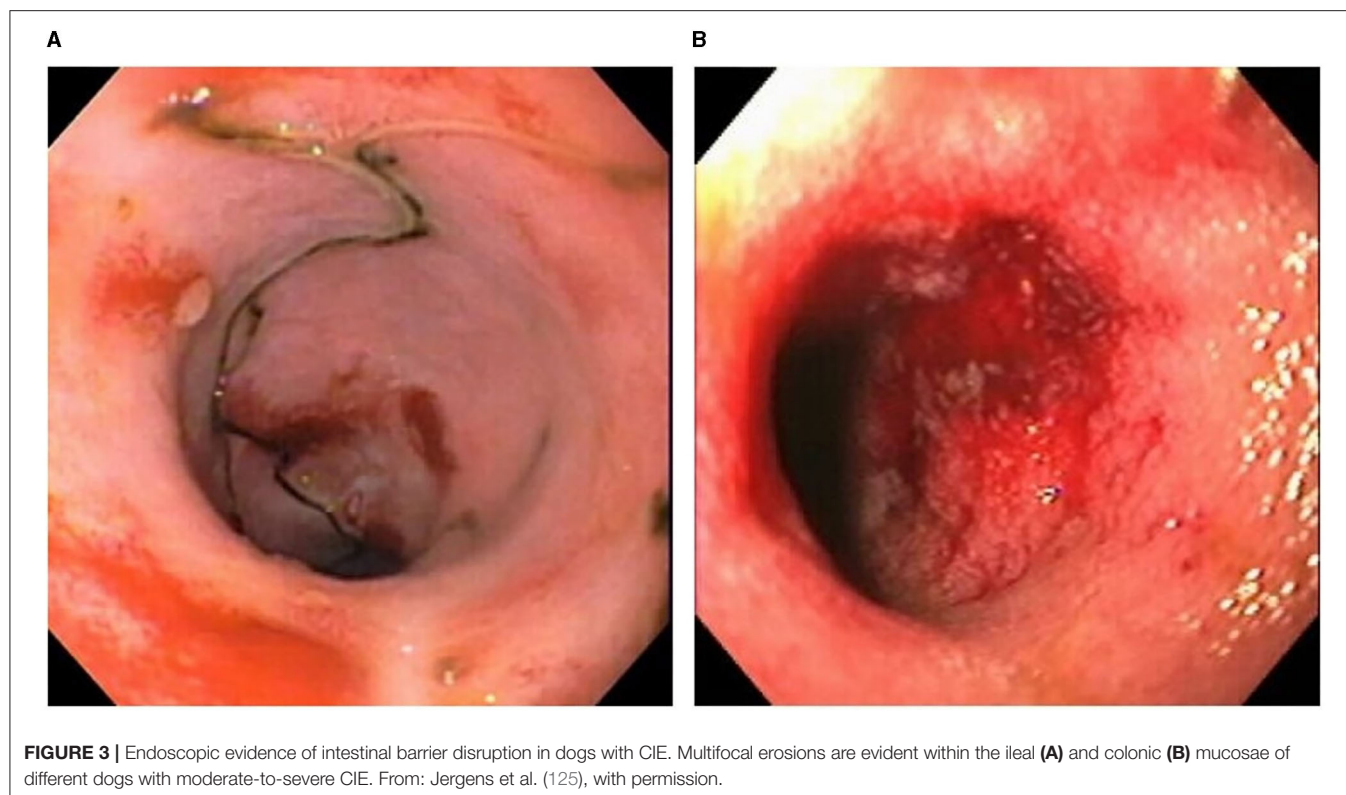 A
B
FIGURE 3 | Endoscopic evidence of intestinal barrier disruption in dogs with CIE. Multifocal erosions are evident within the ileal (A) and colonic (B) mucosae of
different dogs with moderate-to-severe CIE. From: Jergens et al. (125), with permission.